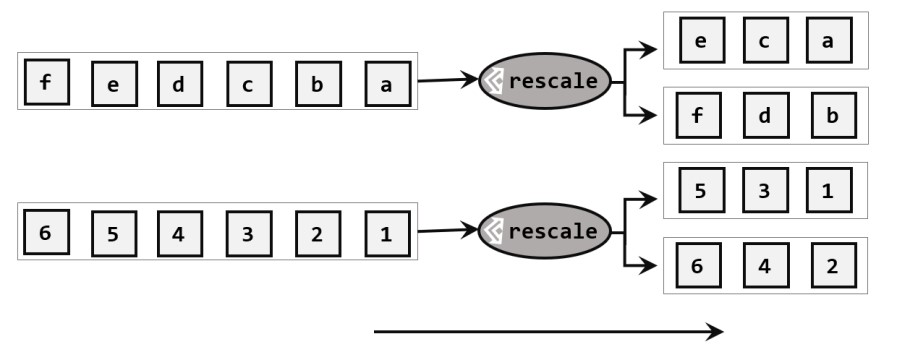 f e d c b a
rescale
e c a
f d b
6 5 4 3 2 1
rescale
5 3 1
6 4 2